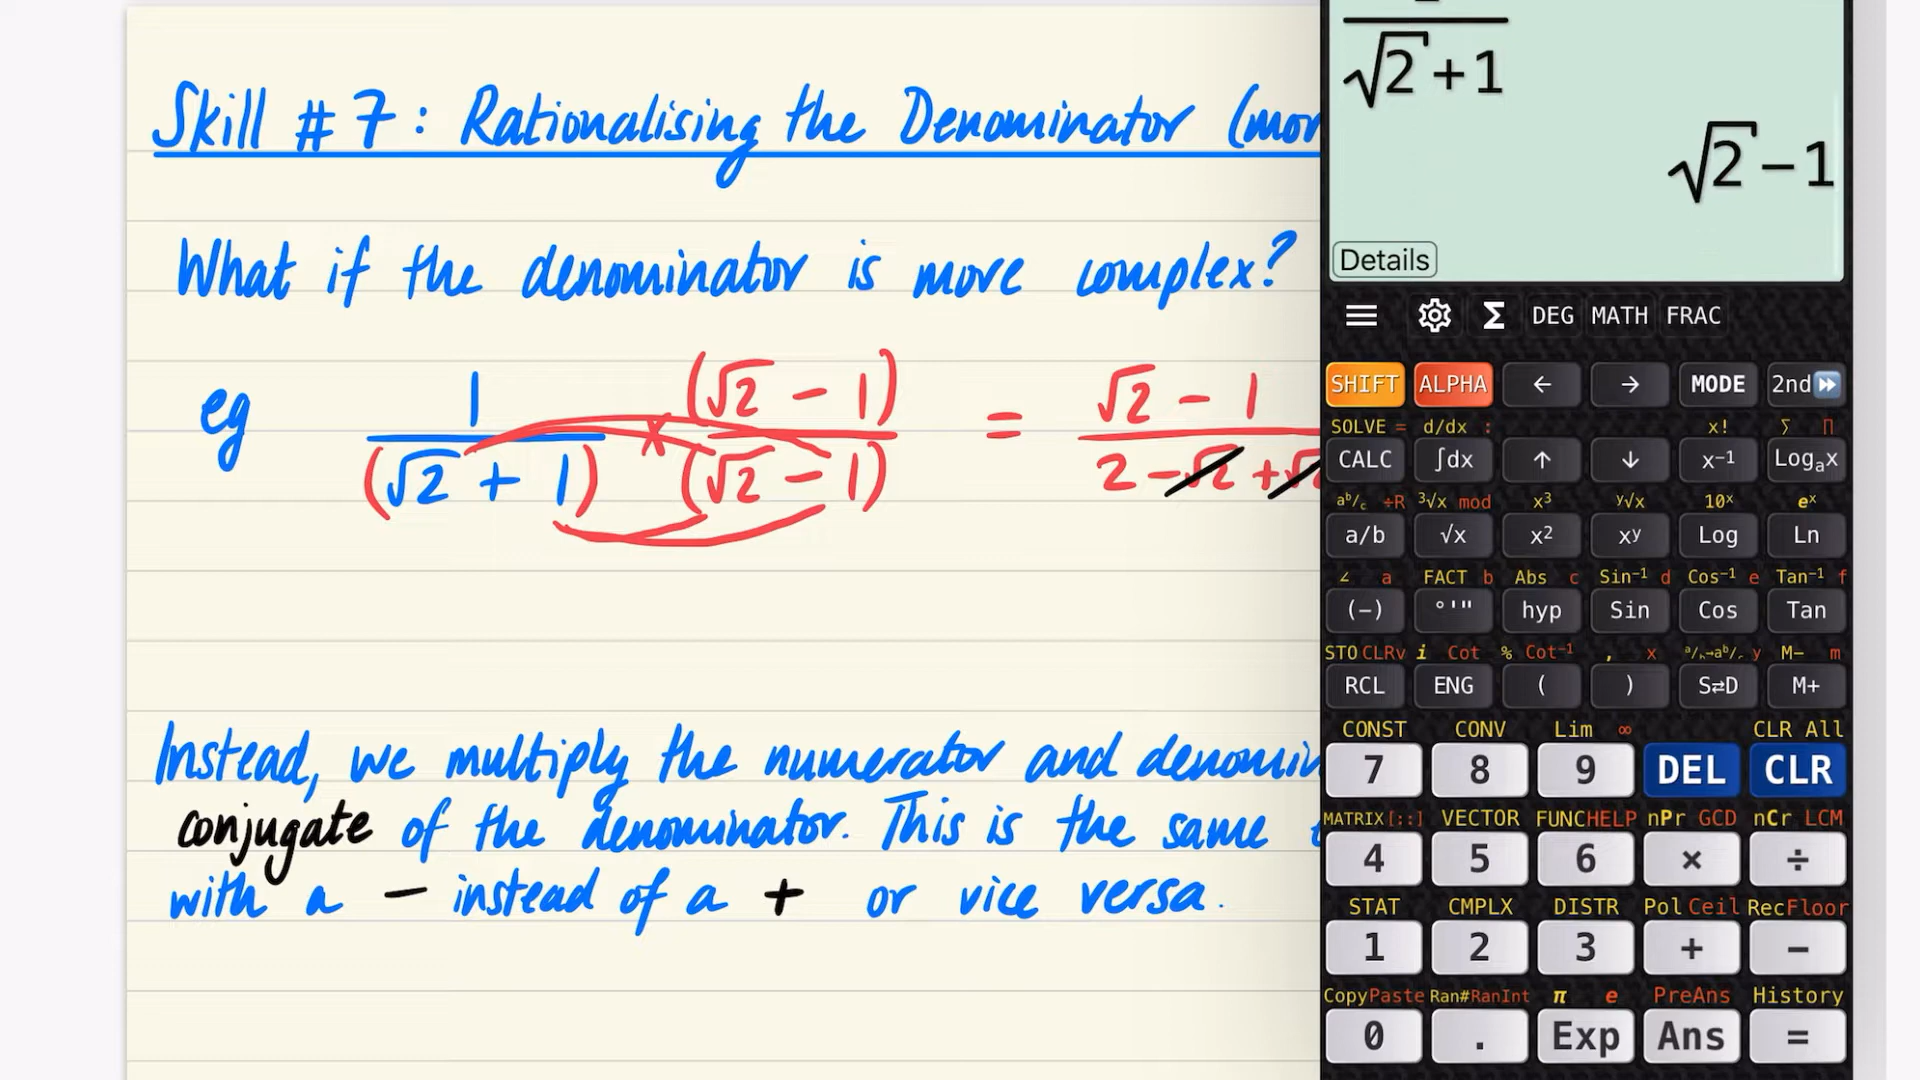 Skill #7: Rationalising the Denominator (mor
What if the denominator is more complex?
eg 1/(√2 + 1) × (√2 - 1)/(√2 - 1) = √2 - 1/2 - √2 + √2
Instead, we multiply the numerator and denomin
conjugate of the denominator. This is the same
with a - instead of a + or vice versa.
√2+1
√2-1
Details
DEG MATH FRAC
SHIFT ALPHA ← → MODE 2nd
SOLVE = d/dx : x! ∑ ∏
CALC ∫dx ↑ ↓ x⁻¹ Logₐx
aᵇ/꜀ ÷R ³√x mod x³ ʸ√x 10ˣ eˣ
a/b √x x² xʸ Log Ln
∠ a FACT b Abs c Sin⁻¹ d Cos⁻¹ e Tan⁻¹ f
(−) °'" hyp Sin Cos Tan
STO CLRv i Cot % Cot⁻¹ , x y M− m
RCL ENG ( ) S⇄D M+
CONST CONV Lim ∞ CLR All
7 8 9 DEL CLR
MATRIX[::] VECTOR FUNC HELP nPr GCD nCr LCM
4 5 6 × ÷
STAT CMPLX DISTR Pol Ceil Rec Floor
1 2 3 + −
Copy Paste Ran# RanInt π e PreAns History
0 . Exp Ans =